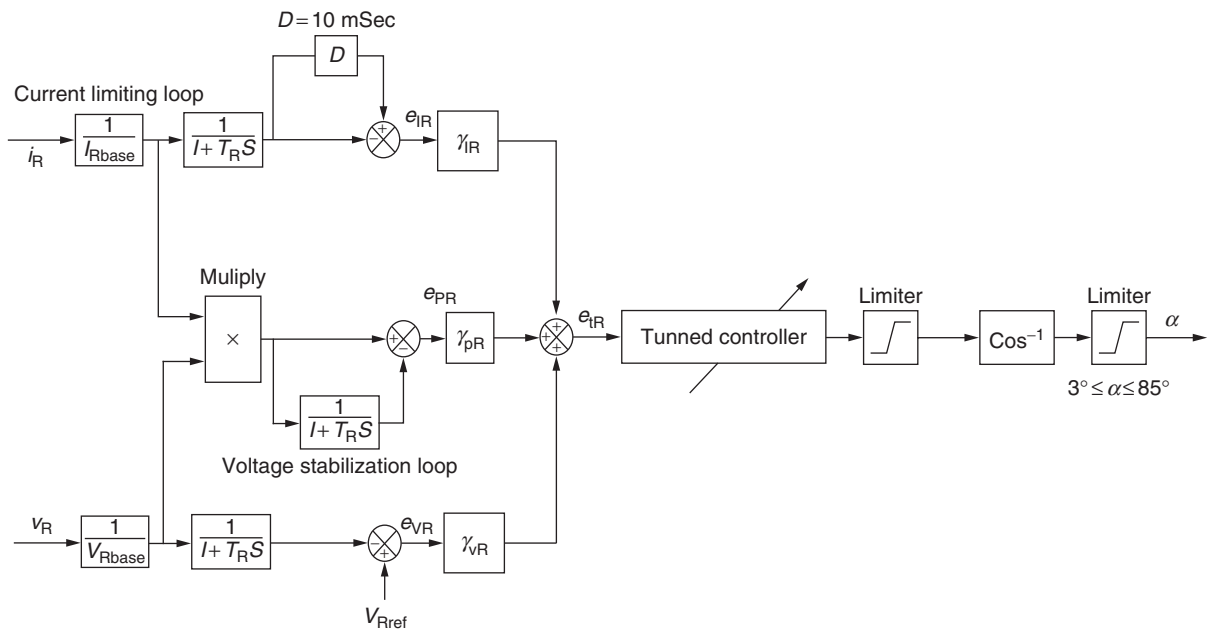 D = 10 mSec
D
Current limiting loop
1
I_Rbase
i_R
1
I + T_R S
+
−
e_IR
γ_IR
Muliply
×
e_PR
+
−
γ_pR
1
I + T_R S
Voltage stabilization loop
+
+
+
e_tR
Tunned controller
Limiter
Cos⁻¹
Limiter
α
3° ≤ α ≤ 85°
v_R
1
V_Rbase
1
I + T_R S
−
+
e_VR
γ_vR
V_Rref